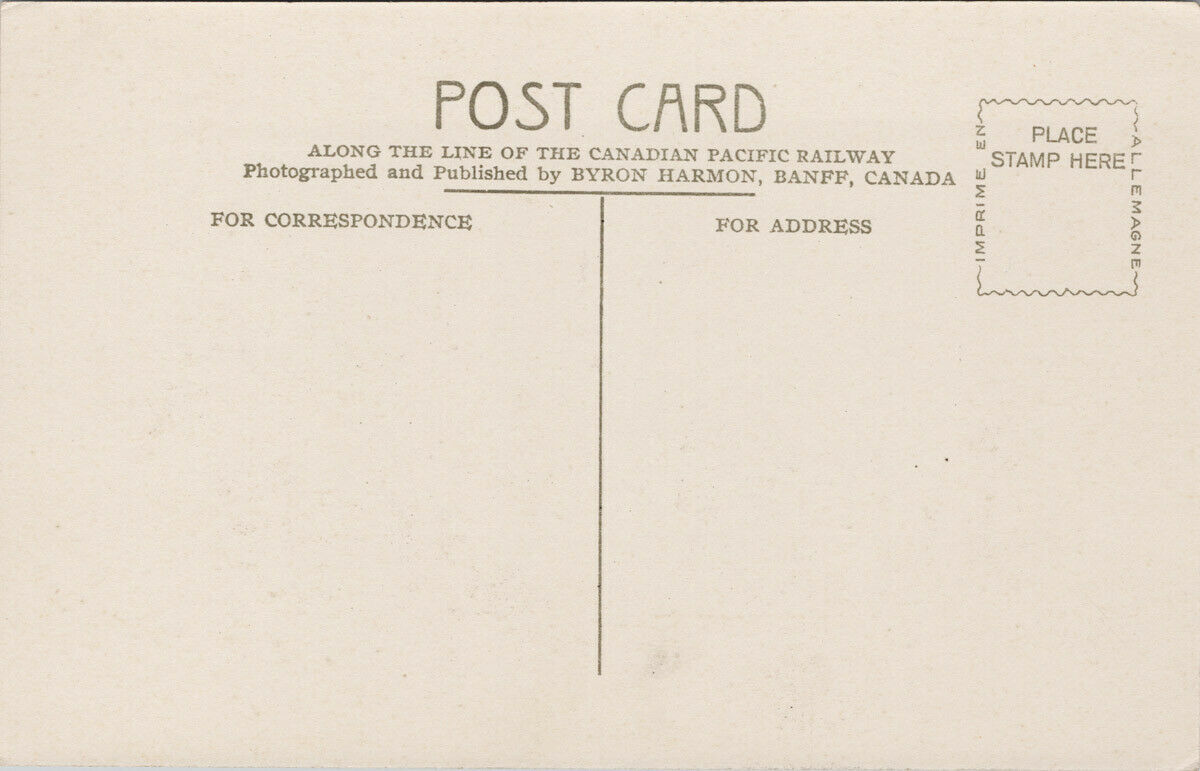 POST CARD
ALONG THE LINE OF THE CANADIAN PACIFIC RAILWAY
Photographed and Published by BYRON HARMON, BANFF, CANADA
FOR CORRESPONDENCE
FOR ADDRESS
PLACE
STAMP HERE
IMPRIME EN
ALLEMAGNE